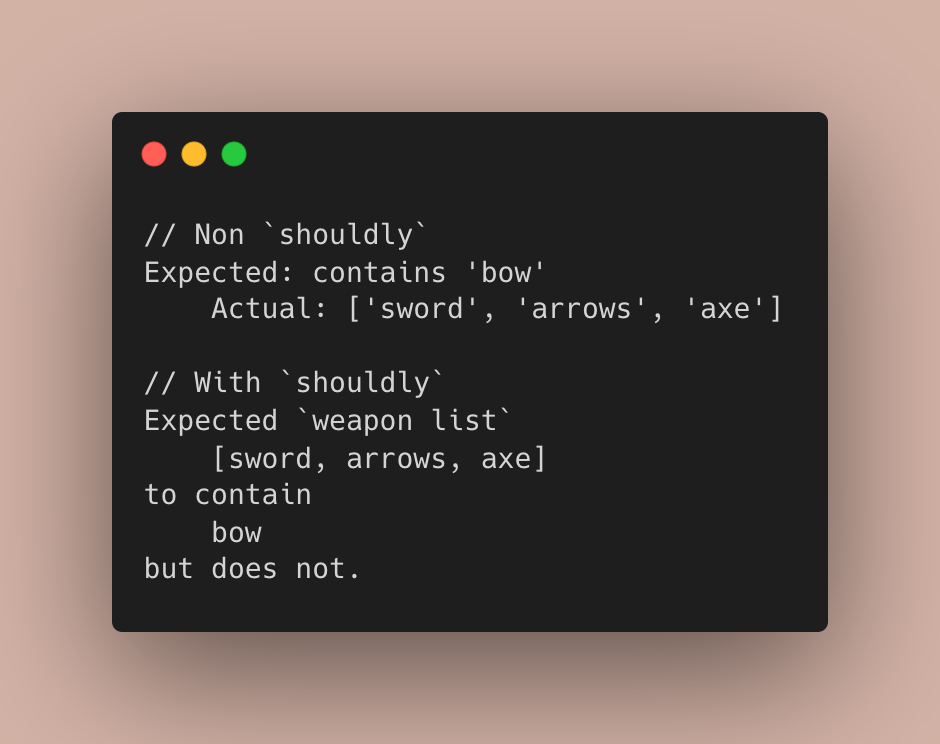 // Non `shouldly`
Expected: contains 'bow'
    Actual: ['sword', 'arrows', 'axe']

// With `shouldly`
Expected `weapon list`
    [sword, arrows, axe]
to contain
    bow
but does not.